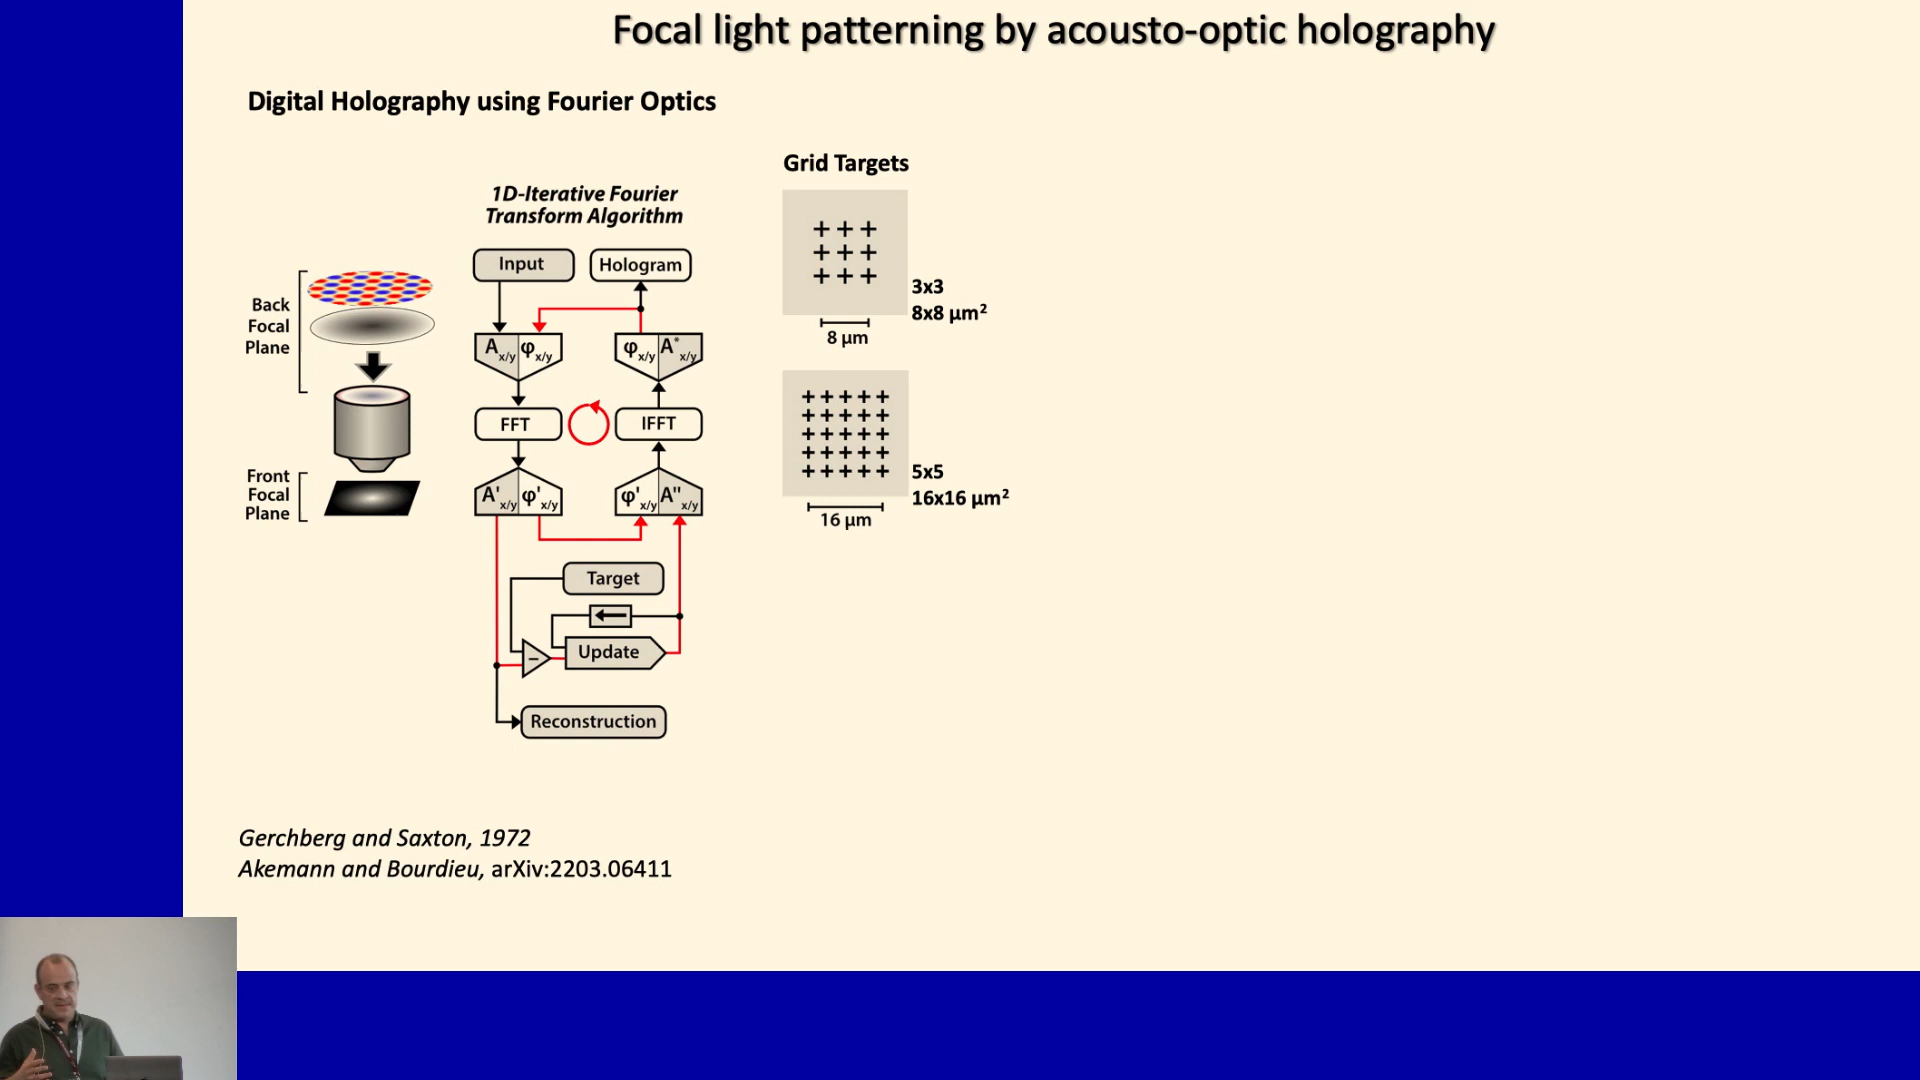 Focal light patterning by acousto-optic holography
Digital Holography using Fourier Optics
Grid Targets
1D-Iterative Fourier
Transform Algorithm
Input
Hologram
Back
Focal
Plane
A x/y φ x/y
φ x/y A* x/y
FFT
IFFT
Front
Focal
Plane
A' x/y φ' x/y
φ' x/y A'' x/y
Target
Update
−
Reconstruction
+ + +
+ + +
+ + +
3x3
8x8 µm²
8 µm
+ + + + +
+ + + + +
+ + + + +
+ + + + +
+ + + + +
5x5
16x16 µm²
16 µm
Gerchberg and Saxton, 1972
Akemann and Bourdieu, arXiv:2203.06411